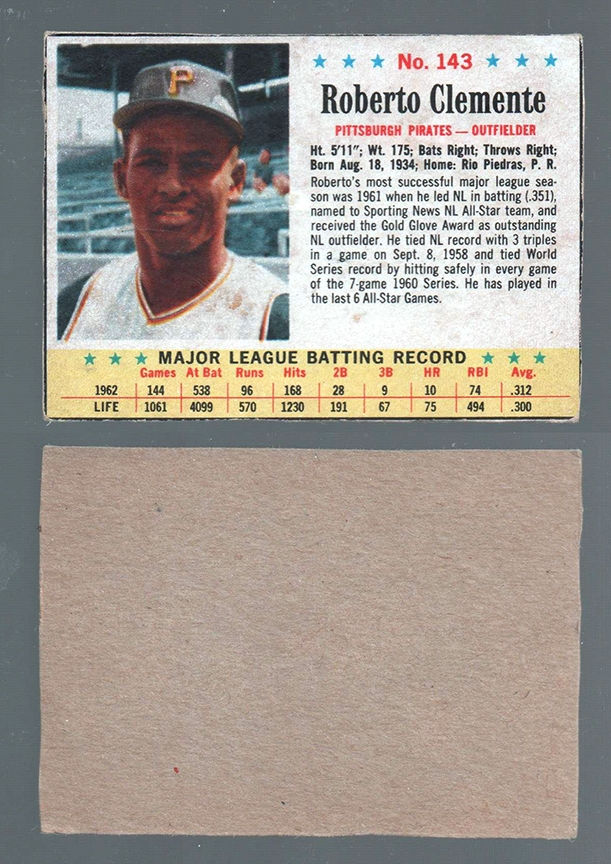 P
★ ★ ★ No. 143 ★ ★ ★
Roberto Clemente
PITTSBURGH PIRATES — OUTFIELDER
Ht. 5'11"; Wt. 175; Bats Right; Throws Right;
Born Aug. 18, 1934; Home: Rio Piedras, P. R.
Roberto's most successful major league sea-
son was 1961 when he led NL in batting (.351),
named to Sporting News NL All-Star team, and
received the Gold Glove Award as outstanding
NL outfielder. He tied NL record with 3 triples
in a game on Sept. 8, 1958 and tied World
Series record by hitting safely in every game
of the 7-game 1960 Series. He has played in
the last 6 All-Star Games.
★ ★ ★ MAJOR LEAGUE BATTING RECORD ★ ★ ★
Games At Bat Runs Hits 2B 3B HR RBI Avg.
1962 144 538 96 168 28 9 10 74 .312
LIFE 1061 4099 570 1230 191 67 75 494 .300